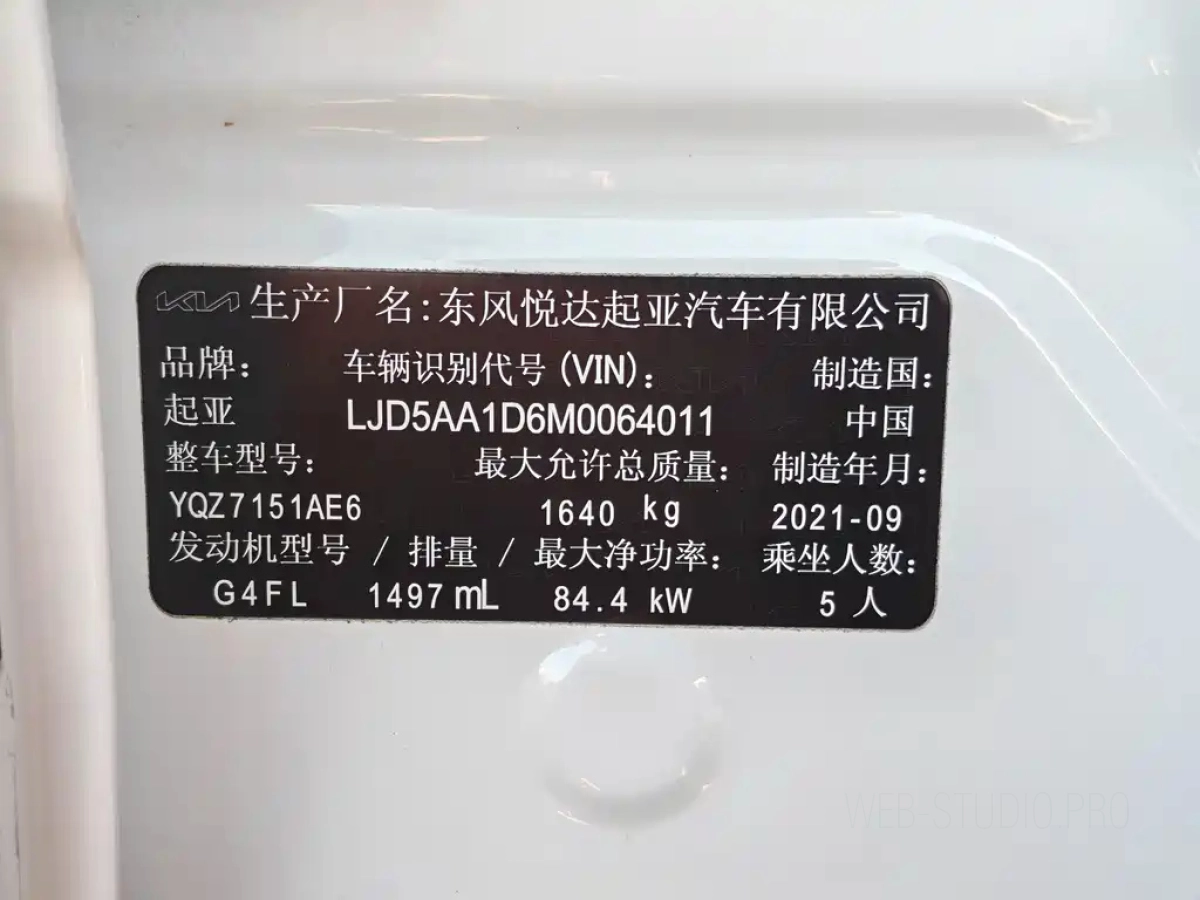 KIA 生产厂名:东风悦达起亚汽车有限公司
品牌: 车辆识别代号(VIN): 制造国:
起亚 LJD5AA1D6M0064011 中国
整车型号: 最大允许总质量: 制造年月:
YQZ7151AE6 1640 kg 2021-09
发动机型号 / 排量 / 最大净功率: 乘坐人数:
G4FL 1497 mL 84.4 kW 5 人
WEB-STUDIO.PRO